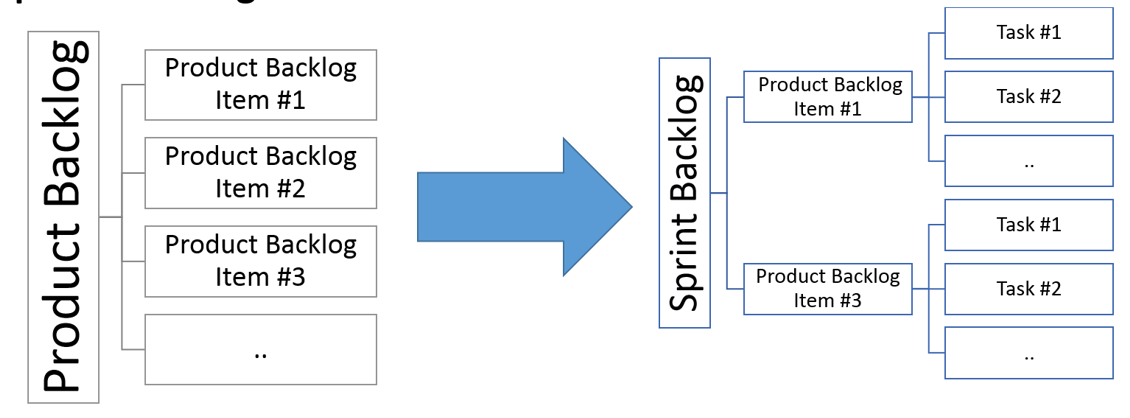 Product Backlog
Product Backlog
Item #1
Product Backlog
Item #2
Product Backlog
Item #3
..
Sprint Backlog
Product Backlog
Item #1
Task #1
Task #2
..
Product Backlog
Item #3
Task #1
Task #2
..